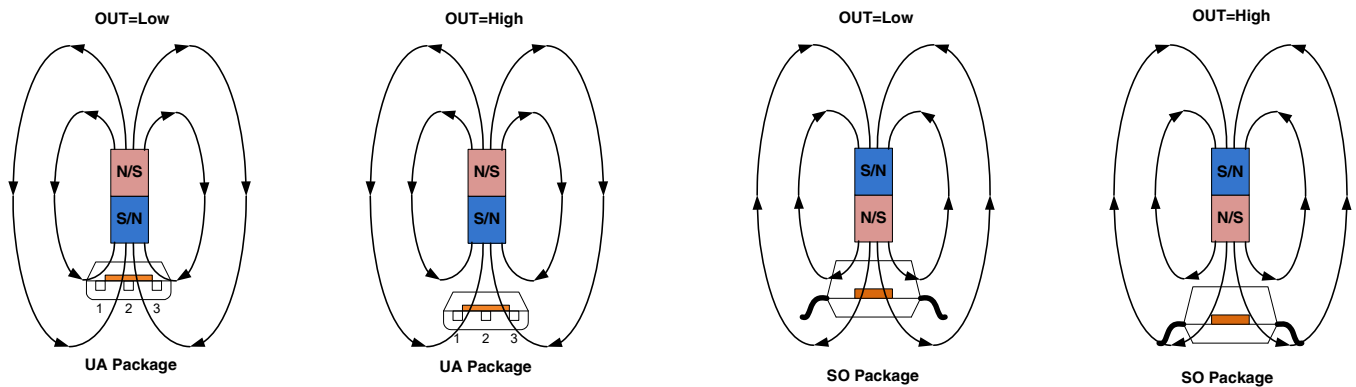 OUT=Low
OUT=High
OUT=Low
OUT=High
N/S
S/N
N/S
S/N
S/N
N/S
S/N
N/S
1 2 3
1 2 3
UA Package
UA Package
SO Package
SO Package